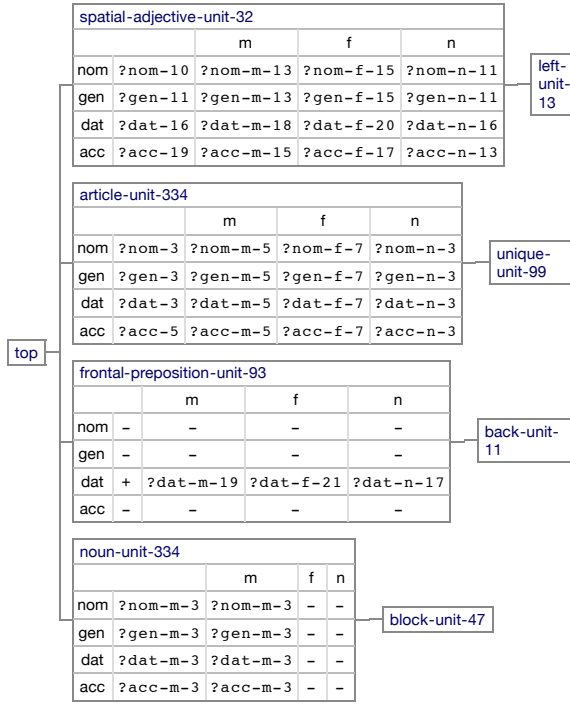 spatial-adjective-unit-32
m f n
nom ?nom-10 ?nom-m-13 ?nom-f-15 ?nom-n-11
gen ?gen-11 ?gen-m-13 ?gen-f-15 ?gen-n-11
dat ?dat-16 ?dat-m-18 ?dat-f-20 ?dat-n-16
acc ?acc-19 ?acc-m-15 ?acc-f-17 ?acc-n-13
left-
unit-
13
article-unit-334
m f n
nom ?nom-3 ?nom-m-5 ?nom-f-7 ?nom-n-3
gen ?gen-3 ?gen-m-5 ?gen-f-7 ?gen-n-3
dat ?dat-3 ?dat-m-5 ?dat-f-7 ?dat-n-3
acc ?acc-5 ?acc-m-5 ?acc-f-7 ?acc-n-3
unique-
unit-99
top
frontal-preposition-unit-93
m f n
nom - - - -
gen - - - -
dat + ?dat-m-19 ?dat-f-21 ?dat-n-17
acc - - - -
back-unit-
11
noun-unit-334
m f n
nom ?nom-m-3 ?nom-m-3 - -
gen ?gen-m-3 ?gen-m-3 - -
dat ?dat-m-3 ?dat-m-3 - -
acc ?acc-m-3 ?acc-m-3 - -
block-unit-47